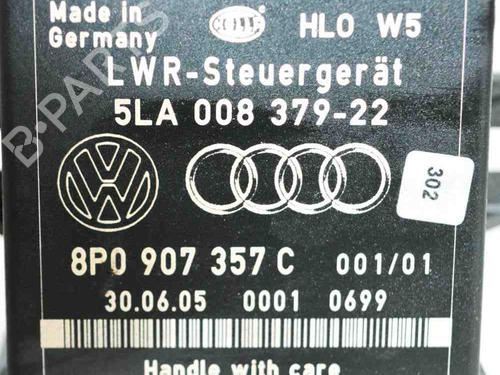 Made in
Germany
HLO W5
LWR-Steuergerät
5LA 008 379-22
302
8P0 907 357 C 001/01
30.06.05 0001 0699
Handle with care
B-PARTS